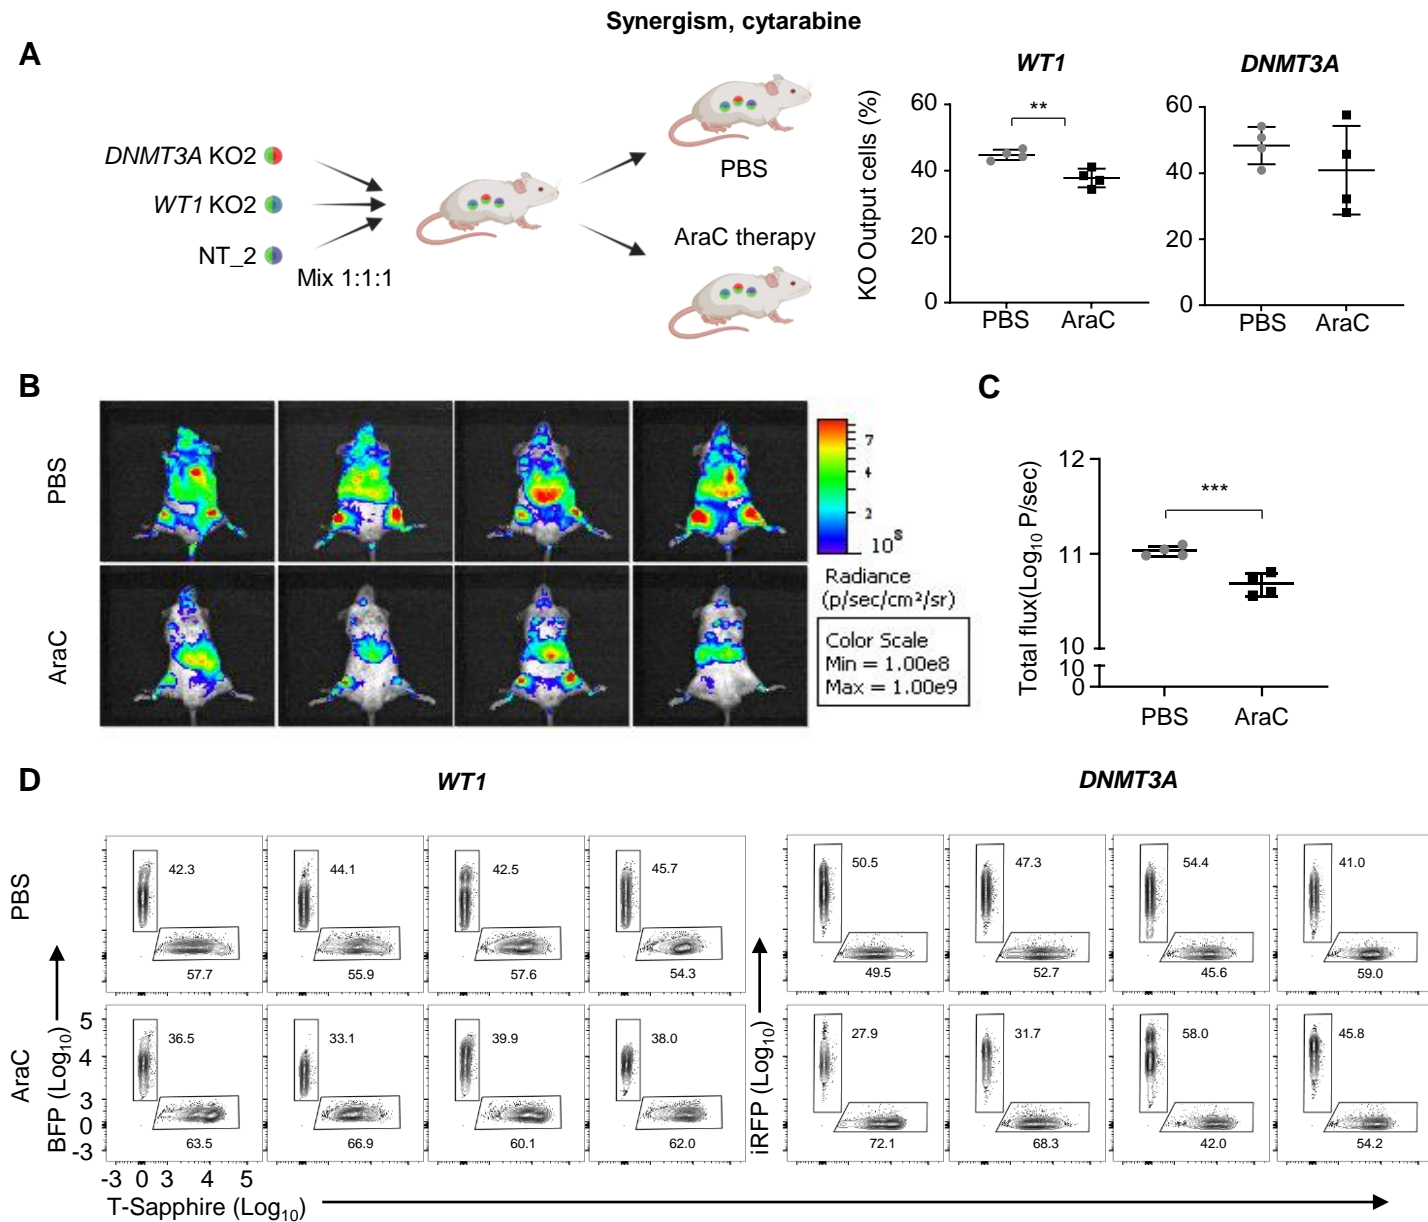 Synergism, cytarabine
A
DNMT3A KO2
WT1 KO2
NT_2
Mix 1:1:1
PBS
AraC therapy
WT1
DNMT3A
KO Output cells (%)
60
40
20
0
**
PBS
AraC
60
40
20
0
PBS
AraC
B
PBS
AraC
7
4
2
10⁸
Radiance
(p/sec/cm²/sr)
Color Scale
Min = 1.00e8
Max = 1.00e9
C
Total flux(Log₁₀ P/sec)
12
11
10
10
0
***
PBS
AraC
D
WT1
DNMT3A
PBS
42.3
44.1
42.5
45.7
50.5
47.3
54.4
41.0
57.7
55.9
57.6
54.3
49.5
52.7
45.6
59.0
AraC
BFP (Log₁₀)
iRFP (Log₁₀)
5
4
3
0
-3
36.5
33.1
39.9
38.0
27.9
31.7
58.0
45.8
63.5
66.9
60.1
62.0
72.1
68.3
42.0
54.2
-3 0 3 4 5
T-Sapphire (Log₁₀)